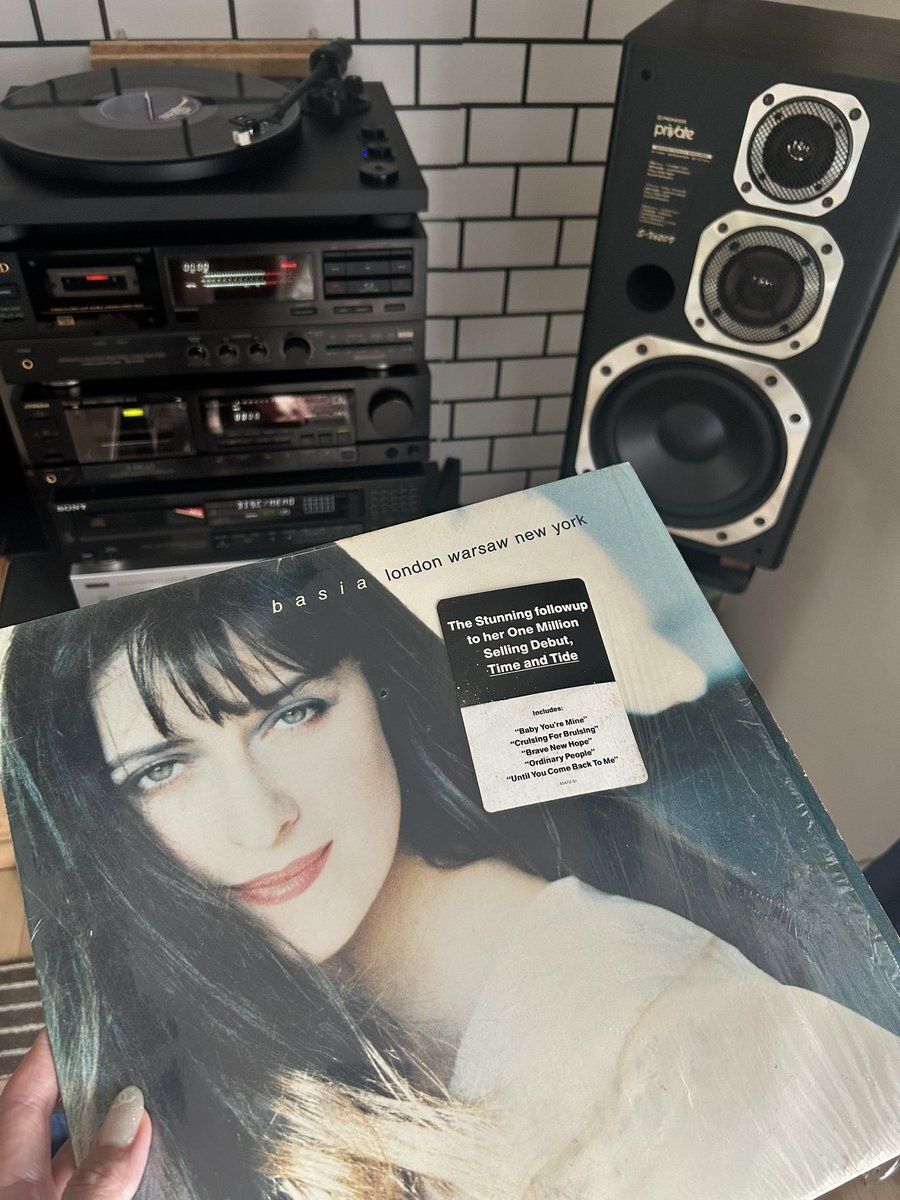 private
S-tware
SONY
basia london warsaw new york
The Stunning followup
to her One Million
Selling Debut,
Time and Tide
Includes:
"Baby You're Mine"
"Cruising For Bruising"
"Brave New Hope"
"Ordinary People"
"Until You Come Back To Me"